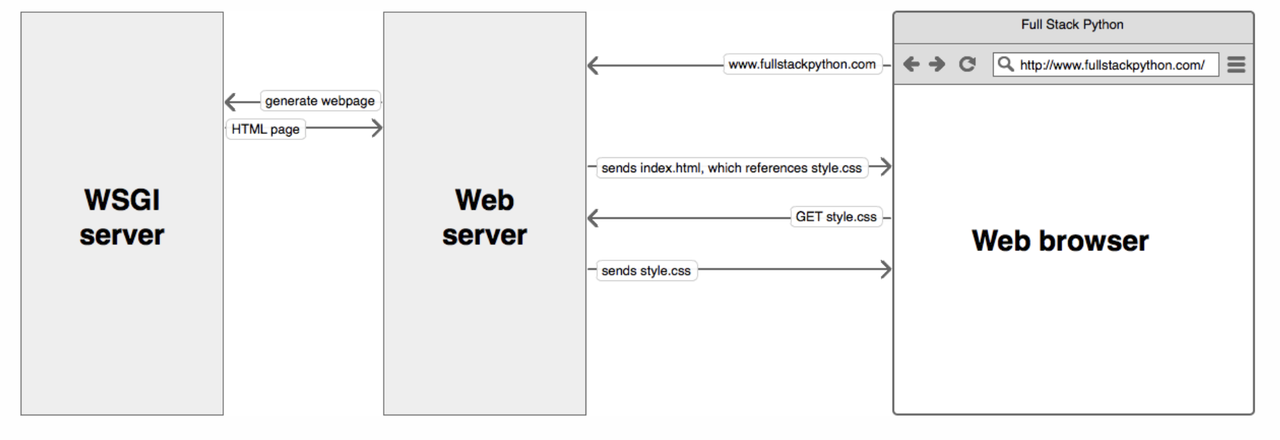 Full Stack Python
www.fullstackpython.com
http://www.fullstackpython.com/
generate webpage
HTML page
sends index.html, which references style.css
WSGI
server
Web
server
GET style.css
Web browser
sends style.css